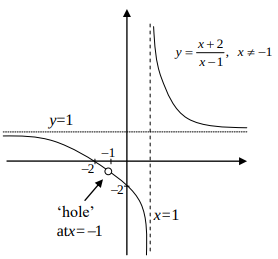 y = x+2/x−1, x ≠ −1
y=1
−1
−2
−2
x=1
‘hole’
atx= −1